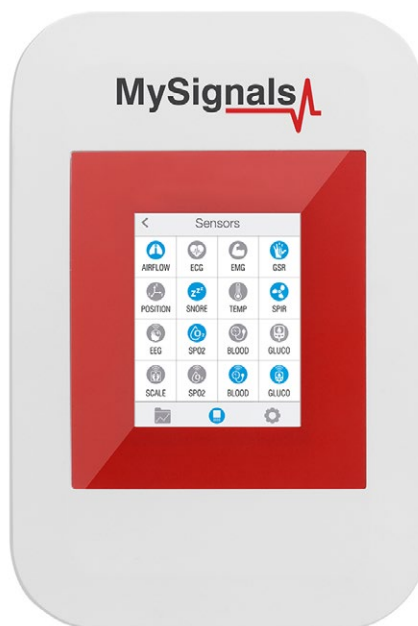 MySignals
Sensors
AIRFLOW ECG EMG GSR
POSITION SNORE TEMP SPIR
EEG SPO2 BLOOD GLUCO
SCALE SPO2 BLOOD GLUCO